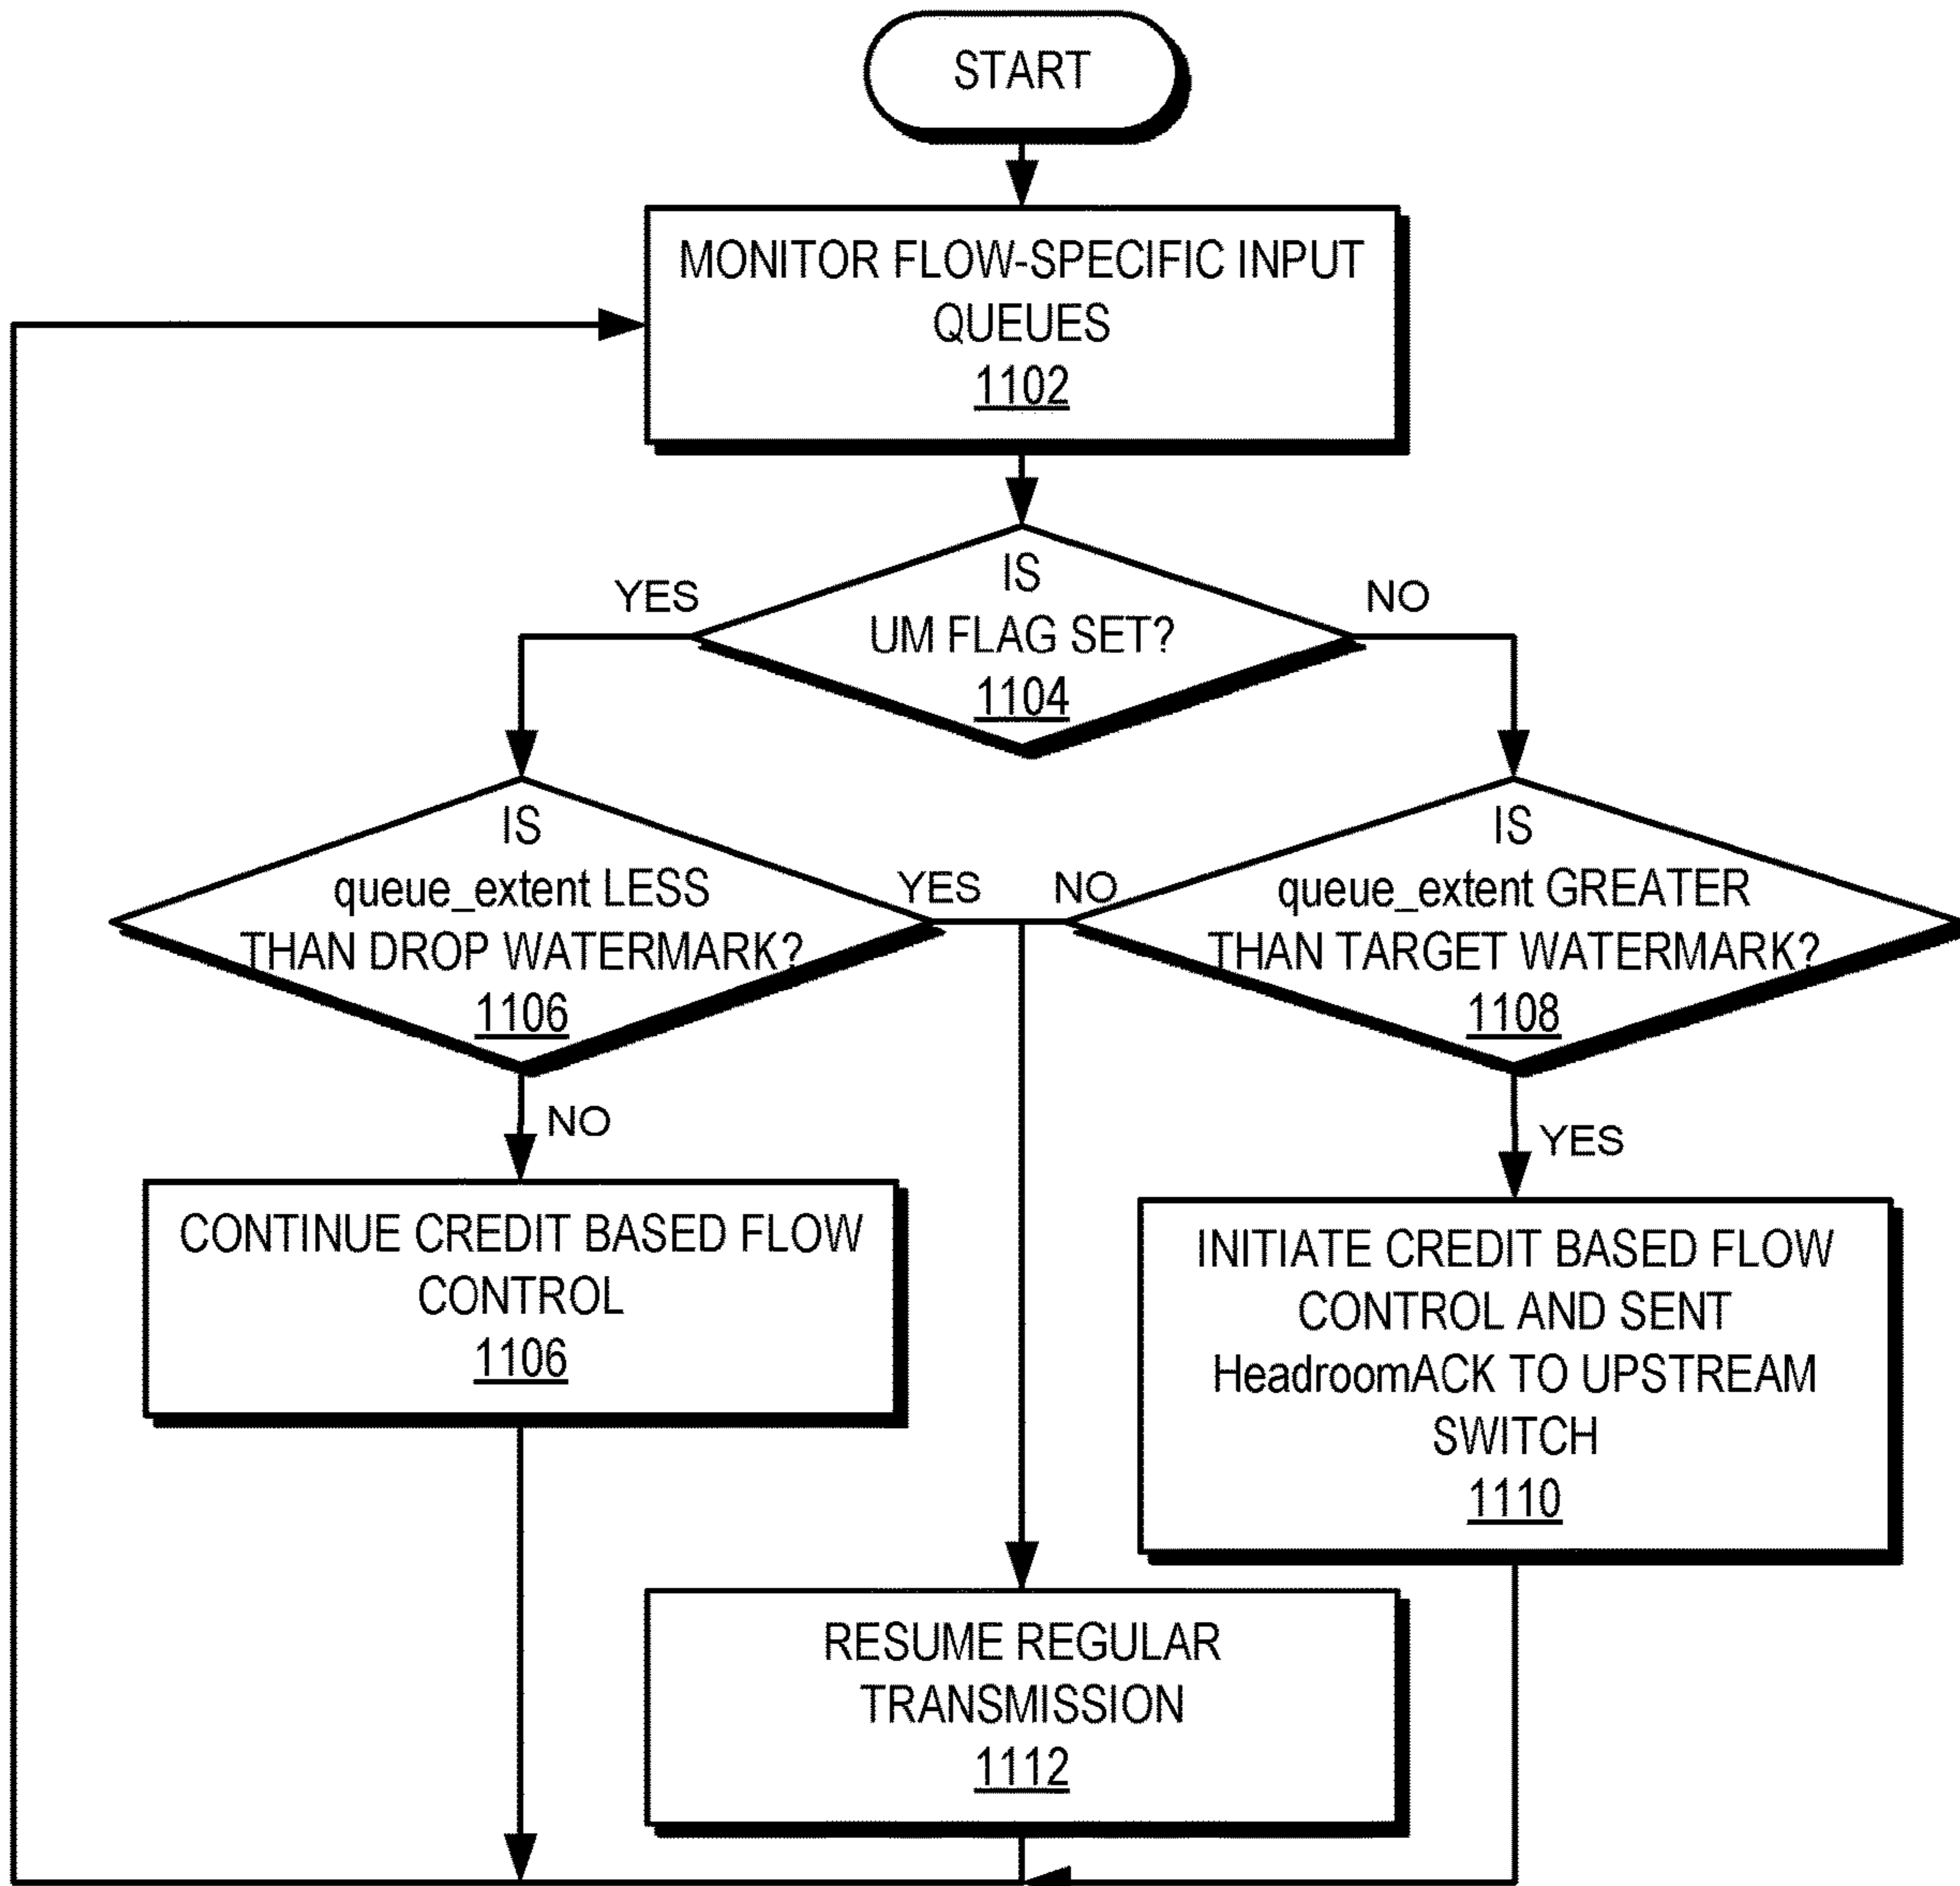 START
MONITOR FLOW-SPECIFIC INPUT
QUEUES
1102
IS
UM FLAG SET?
1104
YES
NO
IS
queue_extent LESS
THAN DROP WATERMARK?
1106
YES
NO
IS
queue_extent GREATER
THAN TARGET WATERMARK?
1108
NO
YES
CONTINUE CREDIT BASED FLOW
CONTROL
1106
INITIATE CREDIT BASED FLOW
CONTROL AND SENT
HeadroomACK TO UPSTREAM
SWITCH
1110
RESUME REGULAR
TRANSMISSION
1112